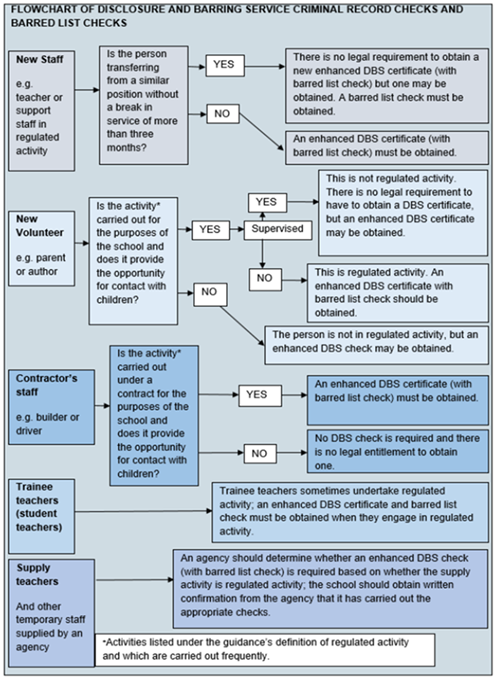 FLOWCHART OF DISCLOSURE AND BARRING SERVICE CRIMINAL RECORD CHECKS AND
BARRED LIST CHECKS
New Staff
e.g.
teacher or
support
staff in
regulated
activity
Is the person
transferring
from a similar
position without
a break in
service of more
than three
months?
YES
There is no legal requirement to obtain a
new enhanced DBS certificate (with
barred list check) but one may be
obtained. A barred list check must be
obtained.
NO
An enhanced DBS certificate (with
barred list check) must be obtained.
New
Volunteer
e.g. parent
or author
Is the activity*
carried out for
the purposes of
the school and
does it provide
the opportunity
for contact with
children?
YES
Supervised
YES
This is not regulated activity.
There is no legal requirement to
have to obtain a DBS certificate,
but an enhanced DBS certificate
may be obtained.
NO
This is regulated activity. An
enhanced DBS certificate with
barred list check should be
obtained.
NO
The person is not in regulated activity, but an
enhanced DBS check may be obtained.
Contractor's
staff
e.g. builder or
driver
Is the activity*
carried out
under a
contract for the
purposes of the
school and
does it provide
the opportunity
for contact with
children?
YES
An enhanced DBS certificate (with
barred list check) must be obtained.
NO
No DBS check is required and there
is no legal entitlement to obtain
one.
Trainee
teachers
(student
teachers)
Trainee teachers sometimes undertake regulated
activity; an enhanced DBS certificate and barred list
check must be obtained when they engage in regulated
activity.
Supply
teachers
And other
temporary staff
supplied by an
agency
An agency should determine whether an enhanced DBS check
(with barred list check) is required based on whether the supply
activity is regulated activity; the school should obtain written
confirmation from the agency that it has carried out the
appropriate checks.
*Activities listed under the guidance's definition of regulated activity
and which are carried out frequently.